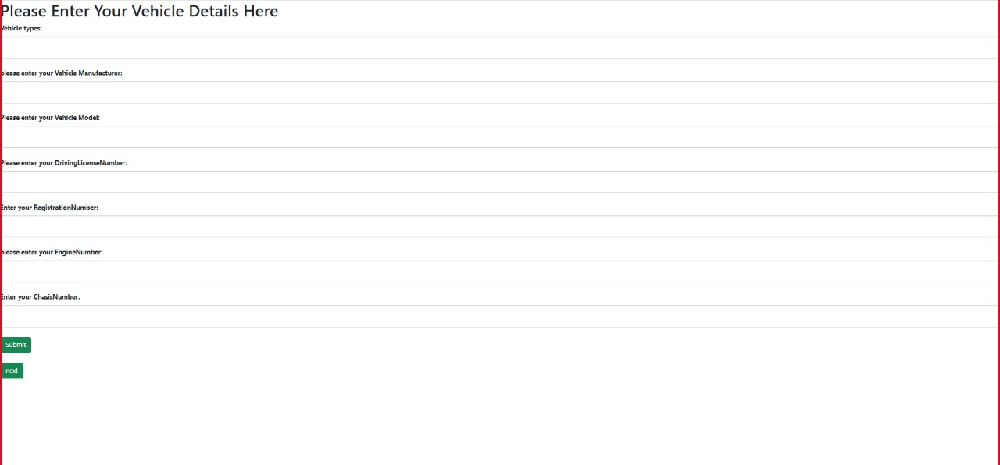 Please Enter Your Vehicle Details Here
Vehicle types:
please enter your Vehicle Manufacturer:
Please enter your Vehicle Model:
Please enter your DrivingLicenseNumber:
Enter your RegistrationNumber:
please enter your EngineNumber:
Enter your ChasisNumber:
Submit
next